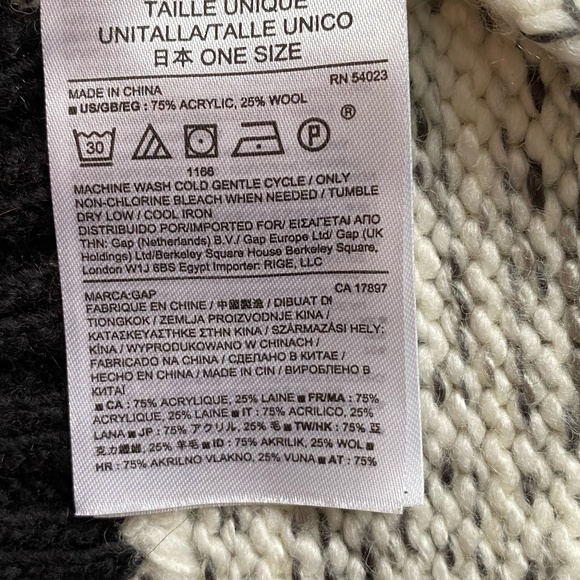 TAILLE UNIQUE
UNITALLA/TALLE UNICO
日本 ONE SIZE
MADE IN CHINA RN 54023
■ US/GB/EG : 75% ACRYLIC, 25% WOOL
30 P ®
1166
MACHINE WASH COLD GENTLE CYCLE / ONLY
NON-CHLORINE BLEACH WHEN NEEDED / TUMBLE
DRY LOW / COOL IRON
DISTRIBUIDO POR/IMPORTED FOR/ ΕΙΣΑΓΕΤΑΙ ΑΠΟ
ΤΗΝ: Gap (Netherlands) B.V./ Gap Europe Ltd/ Gap (UK
Holdings) Ltd/Berkeley Square House Berkeley Square,
London W1J 6BS Egypt Importer: RIGE, LLC
MARCA:GAP CA 17897
FABRIQUE EN CHINE / 中國製造 / DIBUAT DI
TIONGKOK / ZEMLJA PROIZVODNJE KINA /
ΚΑΤΑΣΚΕΥΑΣΤΗΚΕ ΣΤΗΝ ΚΙΝΑ / SZÁRMAZÁSI HELY:
KÍNA / WYPRODUKOWANO W CHINACH /
FABRICADO NA CHINA / СДЕЛАНО В КИТАЕ /
HECHO EN CHINA / MADE IN CIN / ВИРОБЛЕНО В
КИТАЇ
■ CA : 75% ACRYLIQUE, 25% LAINE ■ FR/MA : 75%
ACRYLIQUE, 25% LAINE ■ IT : 75% ACRILICO, 25%
LANA ■ JP : 75% アクリル, 25% 毛 ■ TW/HK : 75% 亞
克力纖維, 25% 羊毛 ■ ID : 75% AKRILIK, 25% WOL ■
HR : 75% AKRILNO VLAKNO, 25% VUNA ■ AT : 75%